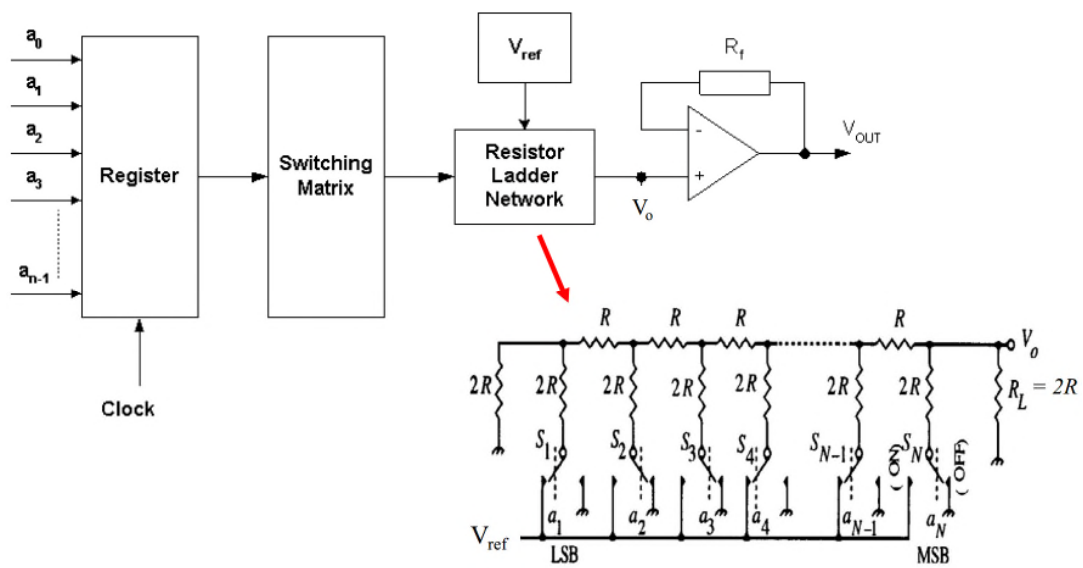 a0
a1
a2
a3
an-1
Register
Clock
Switching
Matrix
Vref
Resistor
Ladder
Network
Vo
Rf
-
+
VOUT
R R R R
Vo
2R 2R 2R 2R 2R 2R 2R RL = 2R
S1 S2 S3 S4 SN-1 SN
(ON) (OFF)
a1 a2 a3 a4 aN-1 aN
Vref
LSB MSB